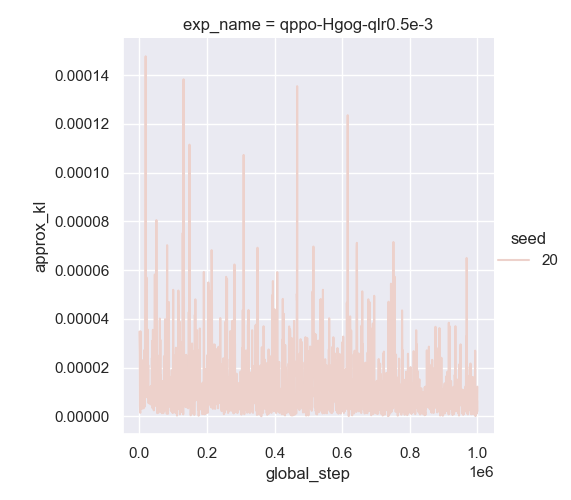 exp_name = qppo-Hgog-qlr0.5e-3
0.00014
0.00012
0.00010
0.00008
0.00006
0.00004
0.00002
0.00000
approx_kl
seed
20
0.0 0.2 0.4 0.6 0.8 1.0
1e6
global_step